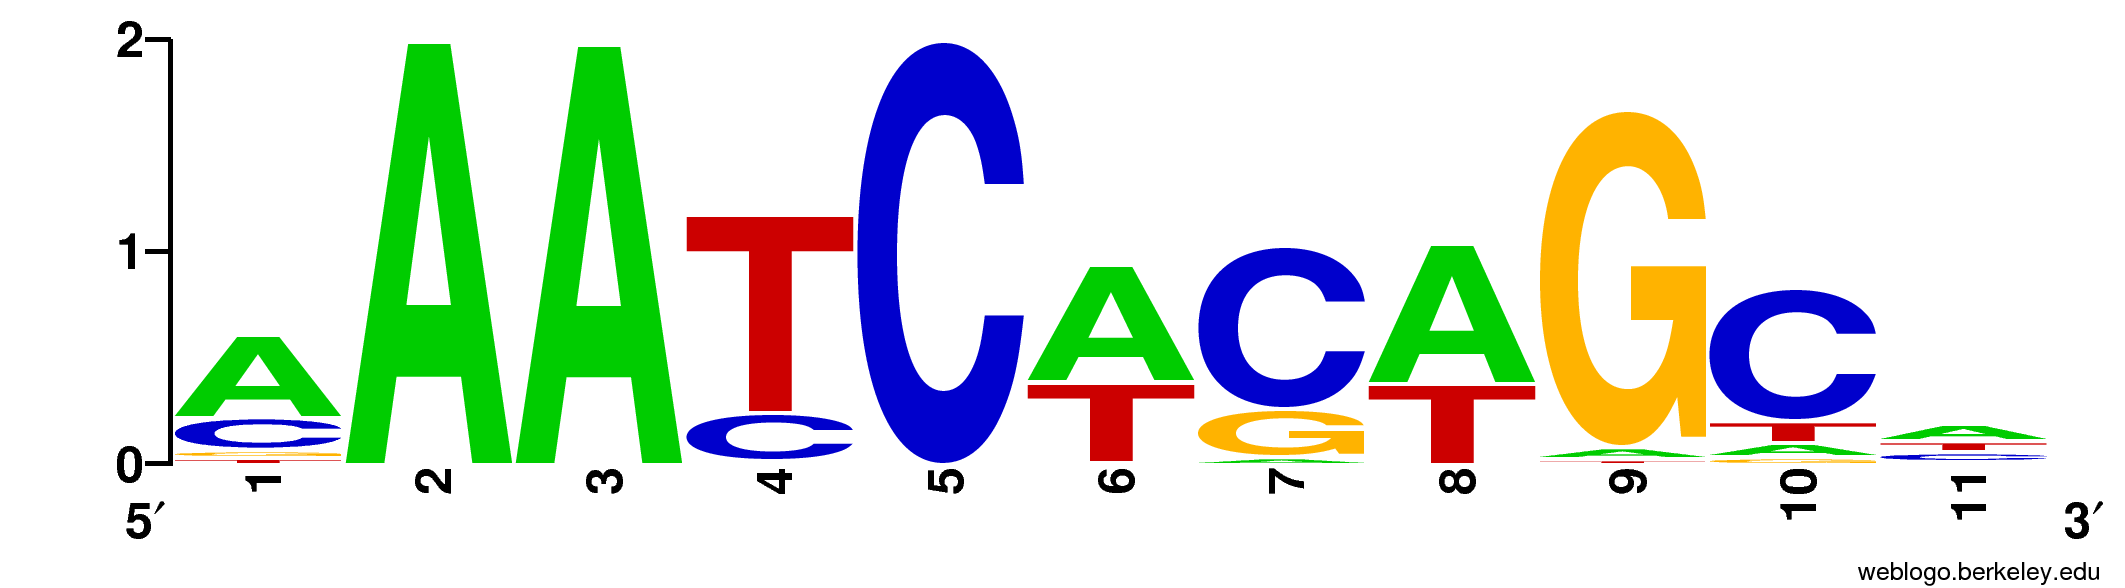 2
1
0
A C G T
A
A
T C
C
A T
C G A
A T
G A T
C T A G
A T C
1 2 3 4 5 6 7 8 9 10 11
5′ 3′
weblogo.berkeley.edu